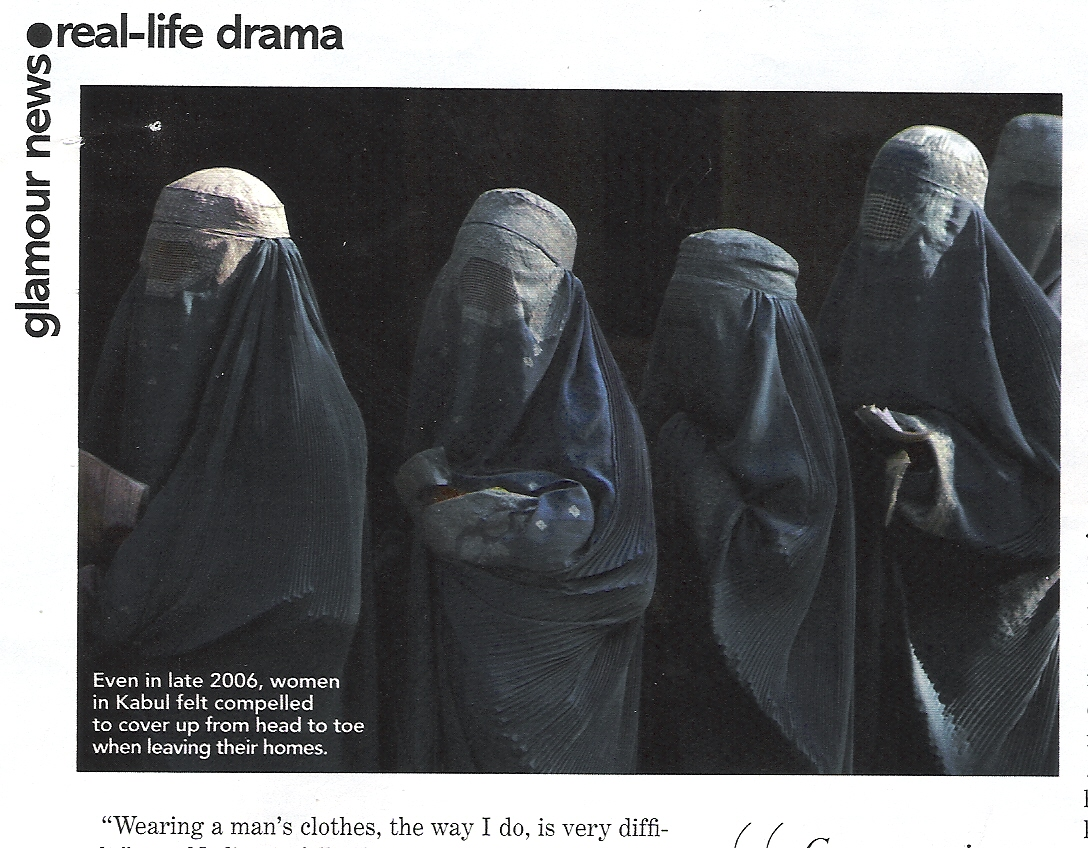 real-life drama
glamour news
Even in late 2006, women
in Kabul felt compelled
to cover up from head to toe
when leaving their homes.
“Wearing a man’s clothes, the way I do, is very diffi-